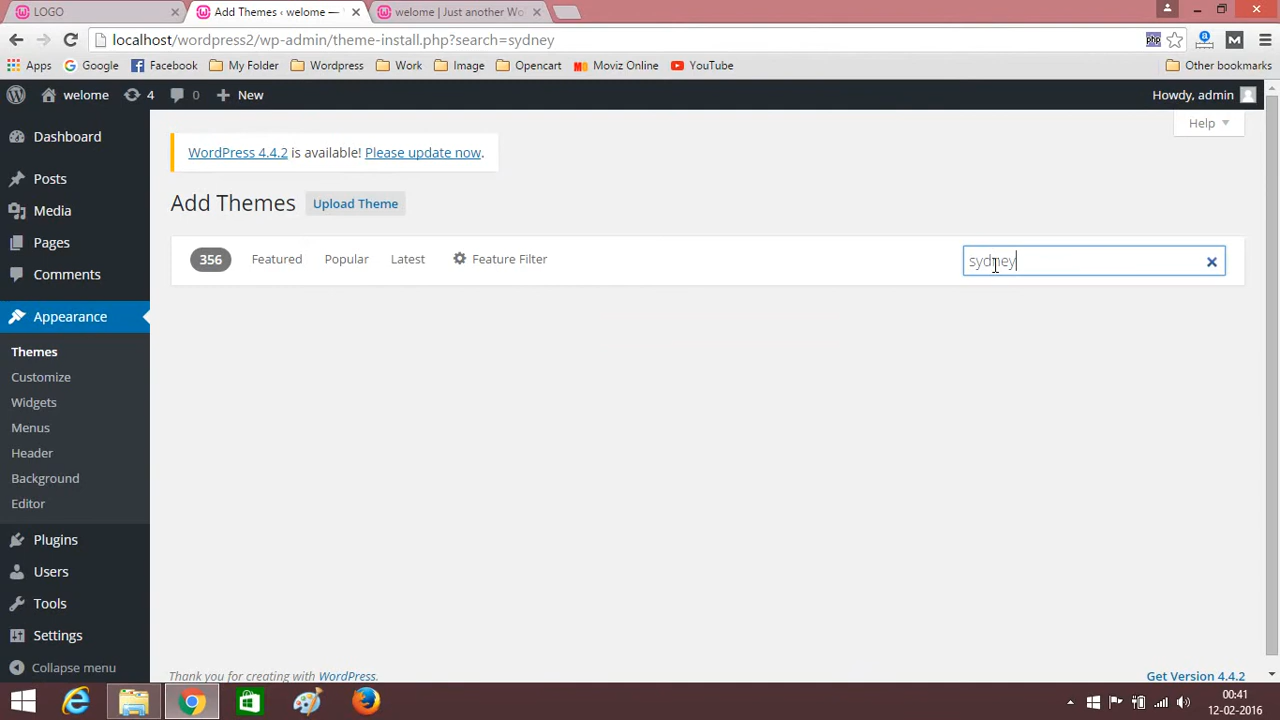 LOGO
Add Themes ‹ welome —
welome | Just another Wo
localhost/wordpress2/wp-admin/theme-install.php?search=sydney
php
a
M
Apps
Google
Facebook
My Folder
Wordpress
Work
Image
Opencart
Moviz Online
YouTube
Other bookmarks
welome
4
0
New
Howdy, admin
Dashboard
Posts
Media
Pages
Comments
Appearance
Themes
Customize
Widgets
Menus
Header
Background
Editor
Plugins
Users
Tools
Settings
Collapse menu
Help
WordPress 4.4.2 is available! Please update now.
Add Themes
Upload Theme
356
Featured
Popular
Latest
Feature Filter
sydney
Thank you for creating with WordPress.
Get Version 4.4.2
00:41
12-02-2016